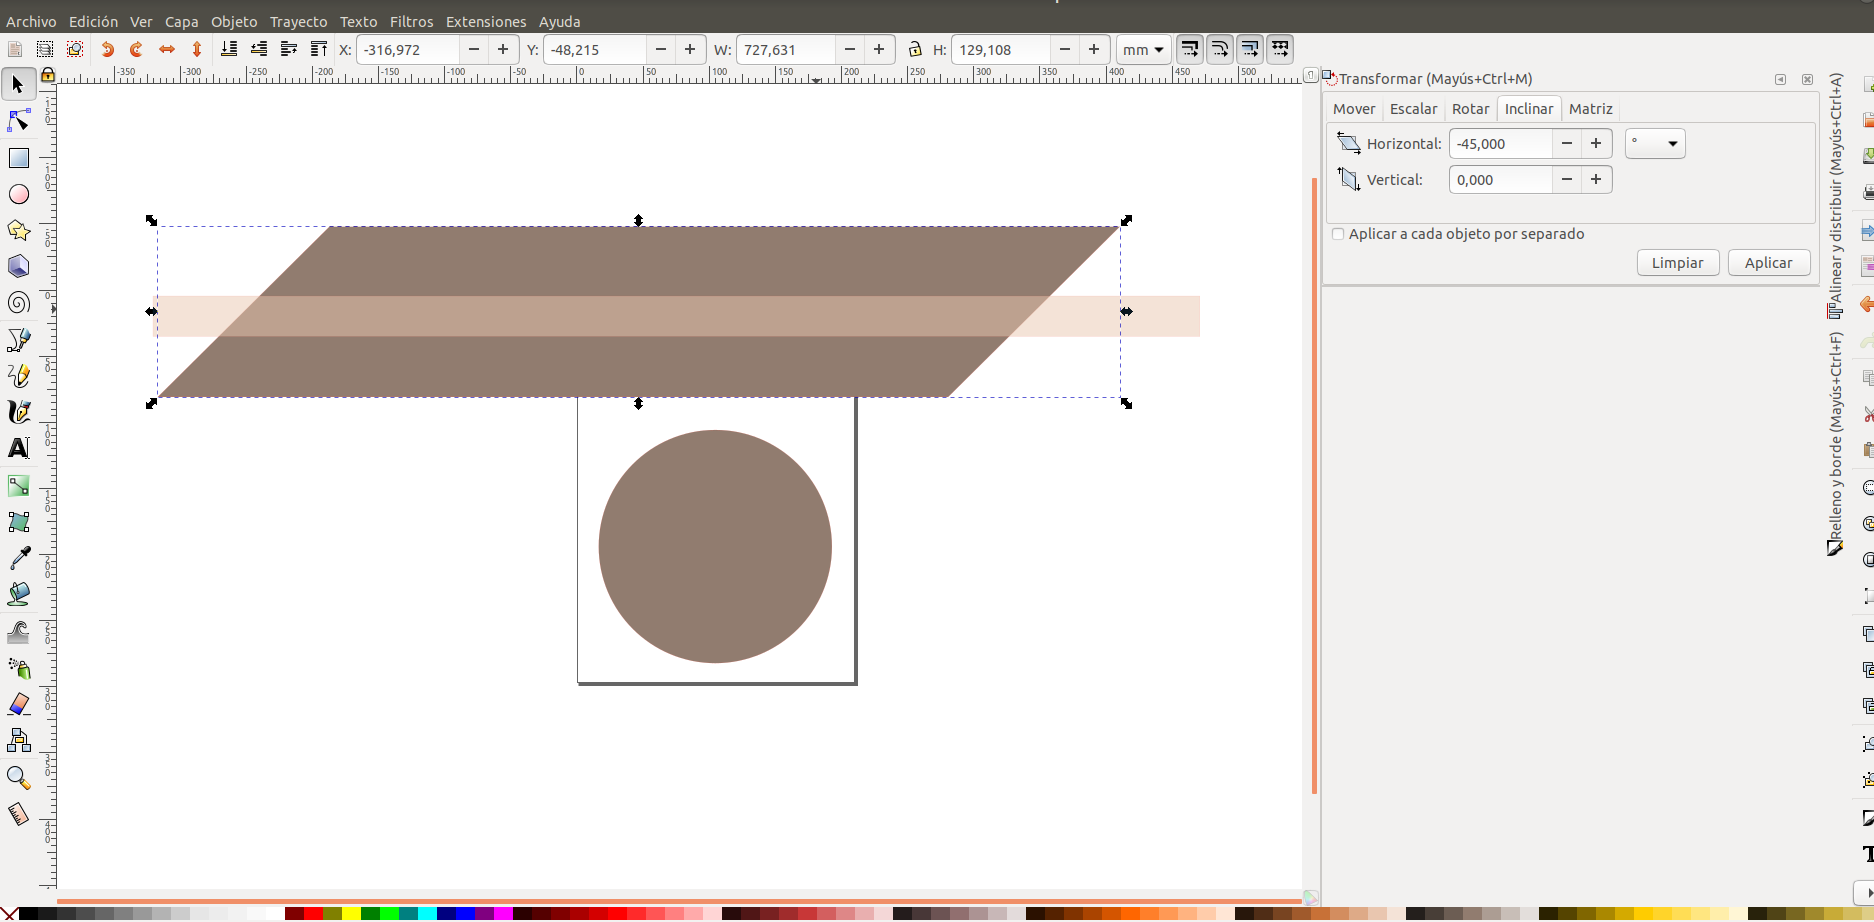 Archivo Edición Ver Capa Objeto Trayecto Texto Filtros Extensiones Ayuda
X: -316,972 Y: -48,215 W: 727,631 H: 129,108 mm
-350 -300 -250 -200 -150 -100 -50 0 50 100 150 200 250 300 350 400 450 500
Transformar (Mayús+Ctrl+M)
Mover Escalar Rotar Inclinar Matriz
Horizontal: -45,000 °
Vertical: 0,000
Aplicar a cada objeto por separado
Limpiar Aplicar
Alinear y distribuir (Mayús+Ctrl+A)
Relleno y borde (Mayús+Ctrl+F)